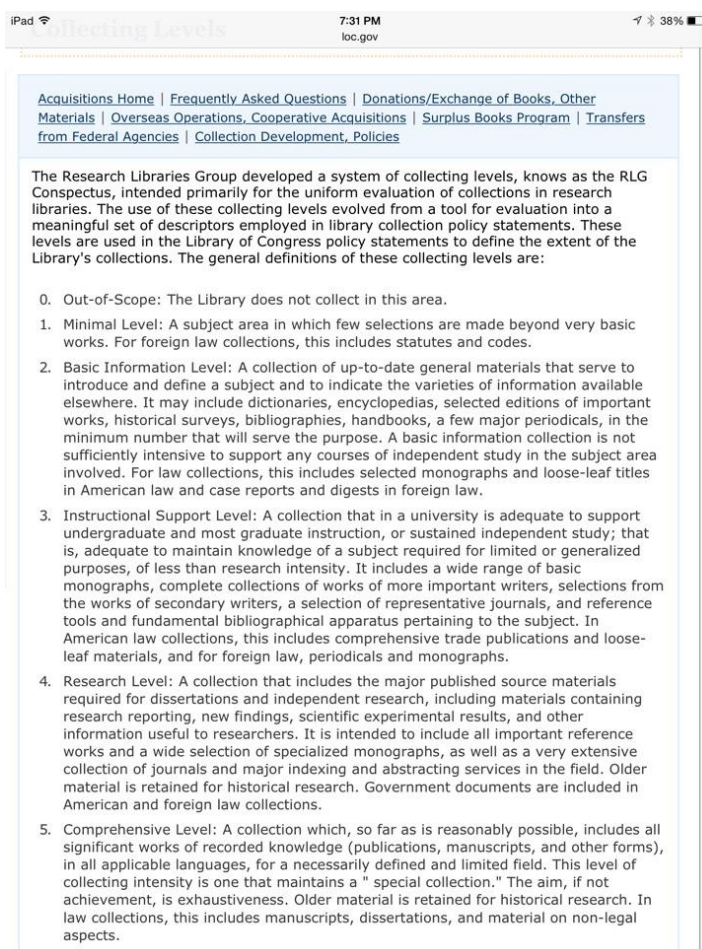 iPad 7:31 PM 38%
loc.gov
Collecting Levels
Acquisitions Home | Frequently Asked Questions | Donations/Exchange of Books, Other
Materials | Overseas Operations, Cooperative Acquisitions | Surplus Books Program | Transfers
from Federal Agencies | Collection Development, Policies
The Research Libraries Group developed a system of collecting levels, knows as the RLG
Conspectus, intended primarily for the uniform evaluation of collections in research
libraries. The use of these collecting levels evolved from a tool for evaluation into a
meaningful set of descriptors employed in library collection policy statements. These
levels are used in the Library of Congress policy statements to define the extent of the
Library's collections. The general definitions of these collecting levels are:
0. Out-of-Scope: The Library does not collect in this area.
1. Minimal Level: A subject area in which few selections are made beyond very basic
works. For foreign law collections, this includes statutes and codes.
2. Basic Information Level: A collection of up-to-date general materials that serve to
introduce and define a subject and to indicate the varieties of information available
elsewhere. It may include dictionaries, encyclopedias, selected editions of important
works, historical surveys, bibliographies, handbooks, a few major periodicals, in the
minimum number that will serve the purpose. A basic information collection is not
sufficiently intensive to support any courses of independent study in the subject area
involved. For law collections, this includes selected monographs and loose-leaf titles
in American law and case reports and digests in foreign law.
3. Instructional Support Level: A collection that in a university is adequate to support
undergraduate and most graduate instruction, or sustained independent study; that
is, adequate to maintain knowledge of a subject required for limited or generalized
purposes, of less than research intensity. It includes a wide range of basic
monographs, complete collections of works of more important writers, selections from
the works of secondary writers, a selection of representative journals, and reference
tools and fundamental bibliographical apparatus pertaining to the subject. In
American law collections, this includes comprehensive trade publications and loose-
leaf materials, and for foreign law, periodicals and monographs.
4. Research Level: A collection that includes the major published source materials
required for dissertations and independent research, including materials containing
research reporting, new findings, scientific experimental results, and other
information useful to researchers. It is intended to include all important reference
works and a wide selection of specialized monographs, as well as a very extensive
collection of journals and major indexing and abstracting services in the field. Older
material is retained for historical research. Government documents are included in
American and foreign law collections.
5. Comprehensive Level: A collection which, so far as is reasonably possible, includes all
significant works of recorded knowledge (publications, manuscripts, and other forms),
in all applicable languages, for a necessarily defined and limited field. This level of
collecting intensity is one that maintains a " special collection." The aim, if not
achievement, is exhaustiveness. Older material is retained for historical research. In
law collections, this includes manuscripts, dissertations, and material on non-legal
aspects.